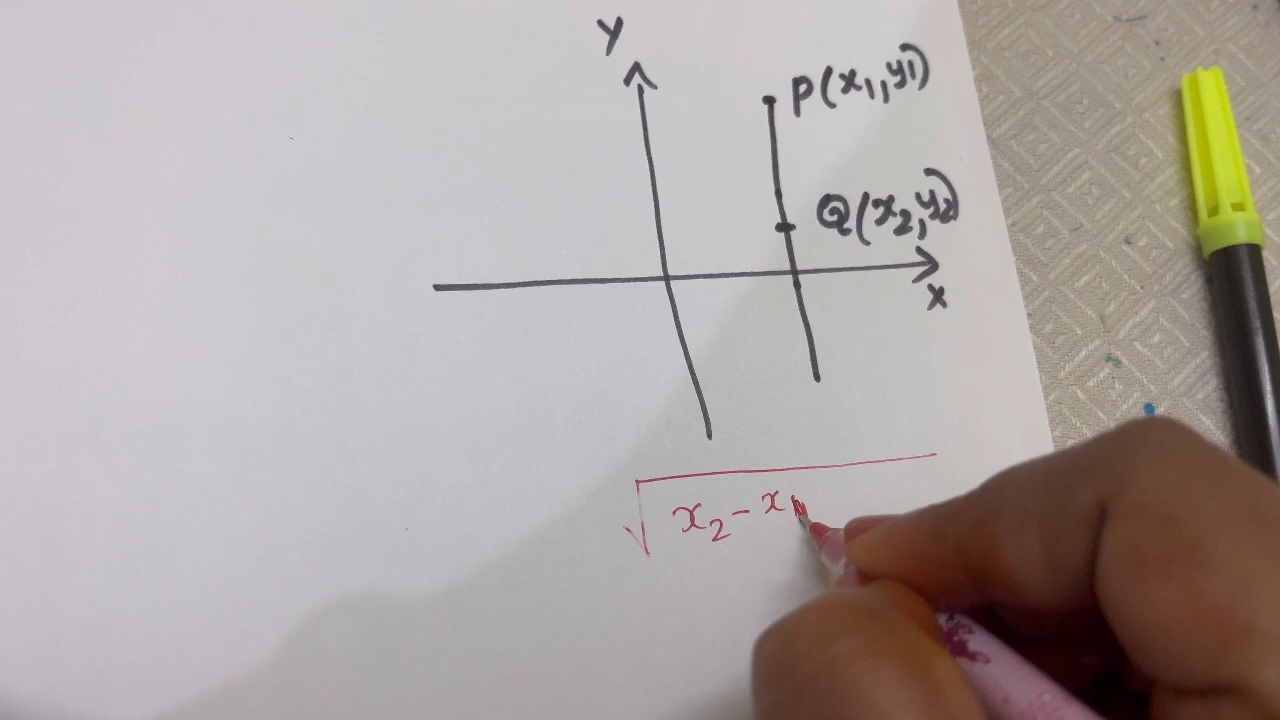 Y
P(x₁,y1)
Q(x₂,y₂)
X
√x₂-x